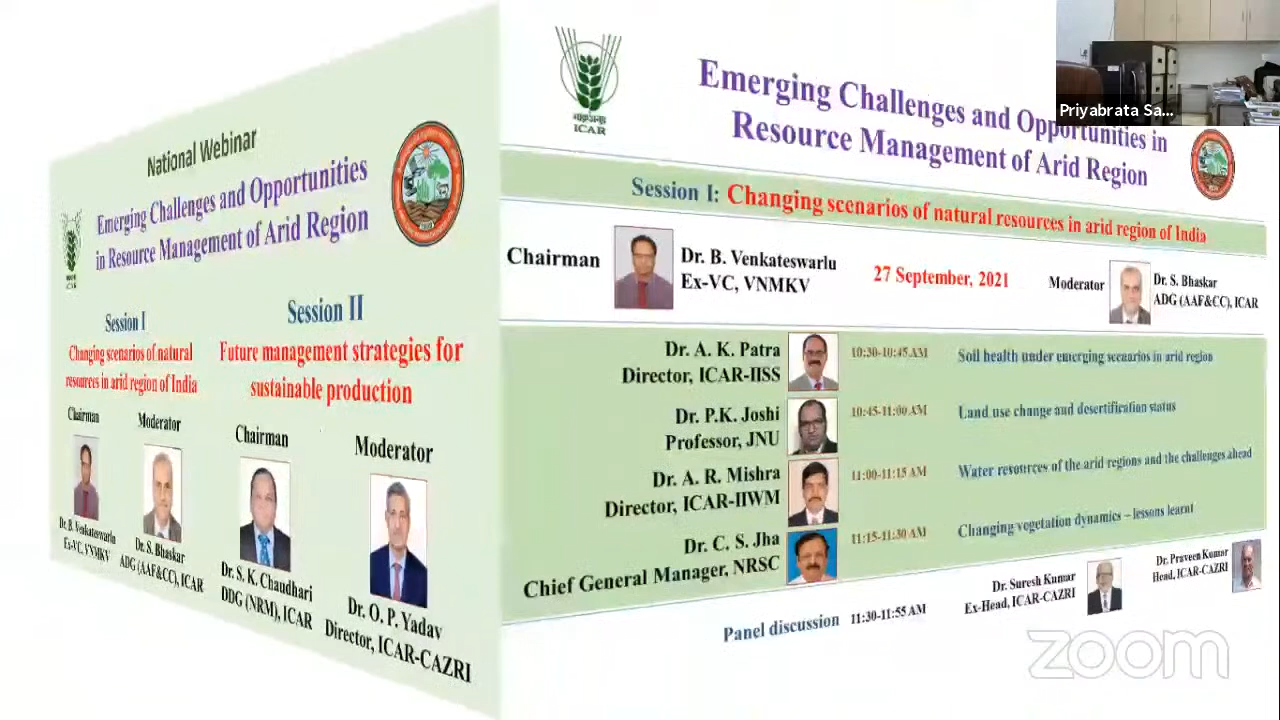 National Webinar
Emerging Challenges and Opportunities
in Resource Management of Arid Region
Session I
Changing scenarios of natural
resources in arid region of India
Chairman
Moderator
Dr. B. Venkateswarlu
Ex-VC, VNMKV
Dr. S. Bhaskar
ADG (AAF&CC), ICAR
Session II
Future management strategies for
sustainable production
Chairman
Moderator
Dr. S. K. Chaudhari
DDG (NRM), ICAR
Dr. O. P. Yadav
Director, ICAR-CAZRI
ICAR
Emerging Challenges and Opportunities in
Resource Management of Arid Region
Priyabrata Sa...
Session I: Changing scenarios of natural resources in arid region of India
Chairman
Dr. B. Venkateswarlu
Ex-VC, VNMKV
27 September, 2021
Moderator
Dr. S. Bhaskar
ADG (AAF&CC), ICAR
Dr. A. K. Patra
Director, ICAR-IISS
10:30-10:45 AM
Soil health under emerging scenarios in arid region
Dr. P.K. Joshi
Professor, JNU
10:45-11:00 AM
Land use change and desertification status
Dr. A. R. Mishra
Director, ICAR-IIWM
11:00-11:15 AM
Water resources of the arid regions and the challenges ahead
Dr. C. S. Jha
Chief General Manager, NRSC
11:15-11:30 AM
Changing vegetation dynamics – lessons learnt
Panel discussion 11:30-11:55 AM
Dr. Suresh Kumar
Ex-Head, ICAR-CAZRI
Dr. Praveen Kumar
Head, ICAR-CAZRI
zoom